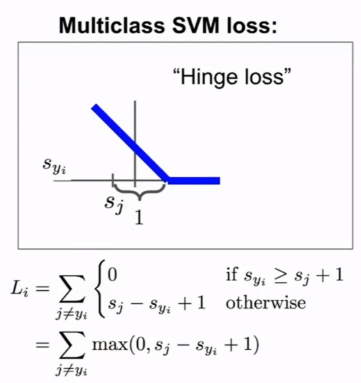 Multiclass SVM loss:
“Hinge loss”
s_{y_i}
s_j
1
L_i = \sum_{j \neq y_i} \begin{cases} 0 & \text{if } s_{y_i} \geq s_j + 1 \\ s_j - s_{y_i} + 1 & \text{otherwise} \end{cases}
= \sum_{j \neq y_i} \max(0, s_j - s_{y_i} + 1)